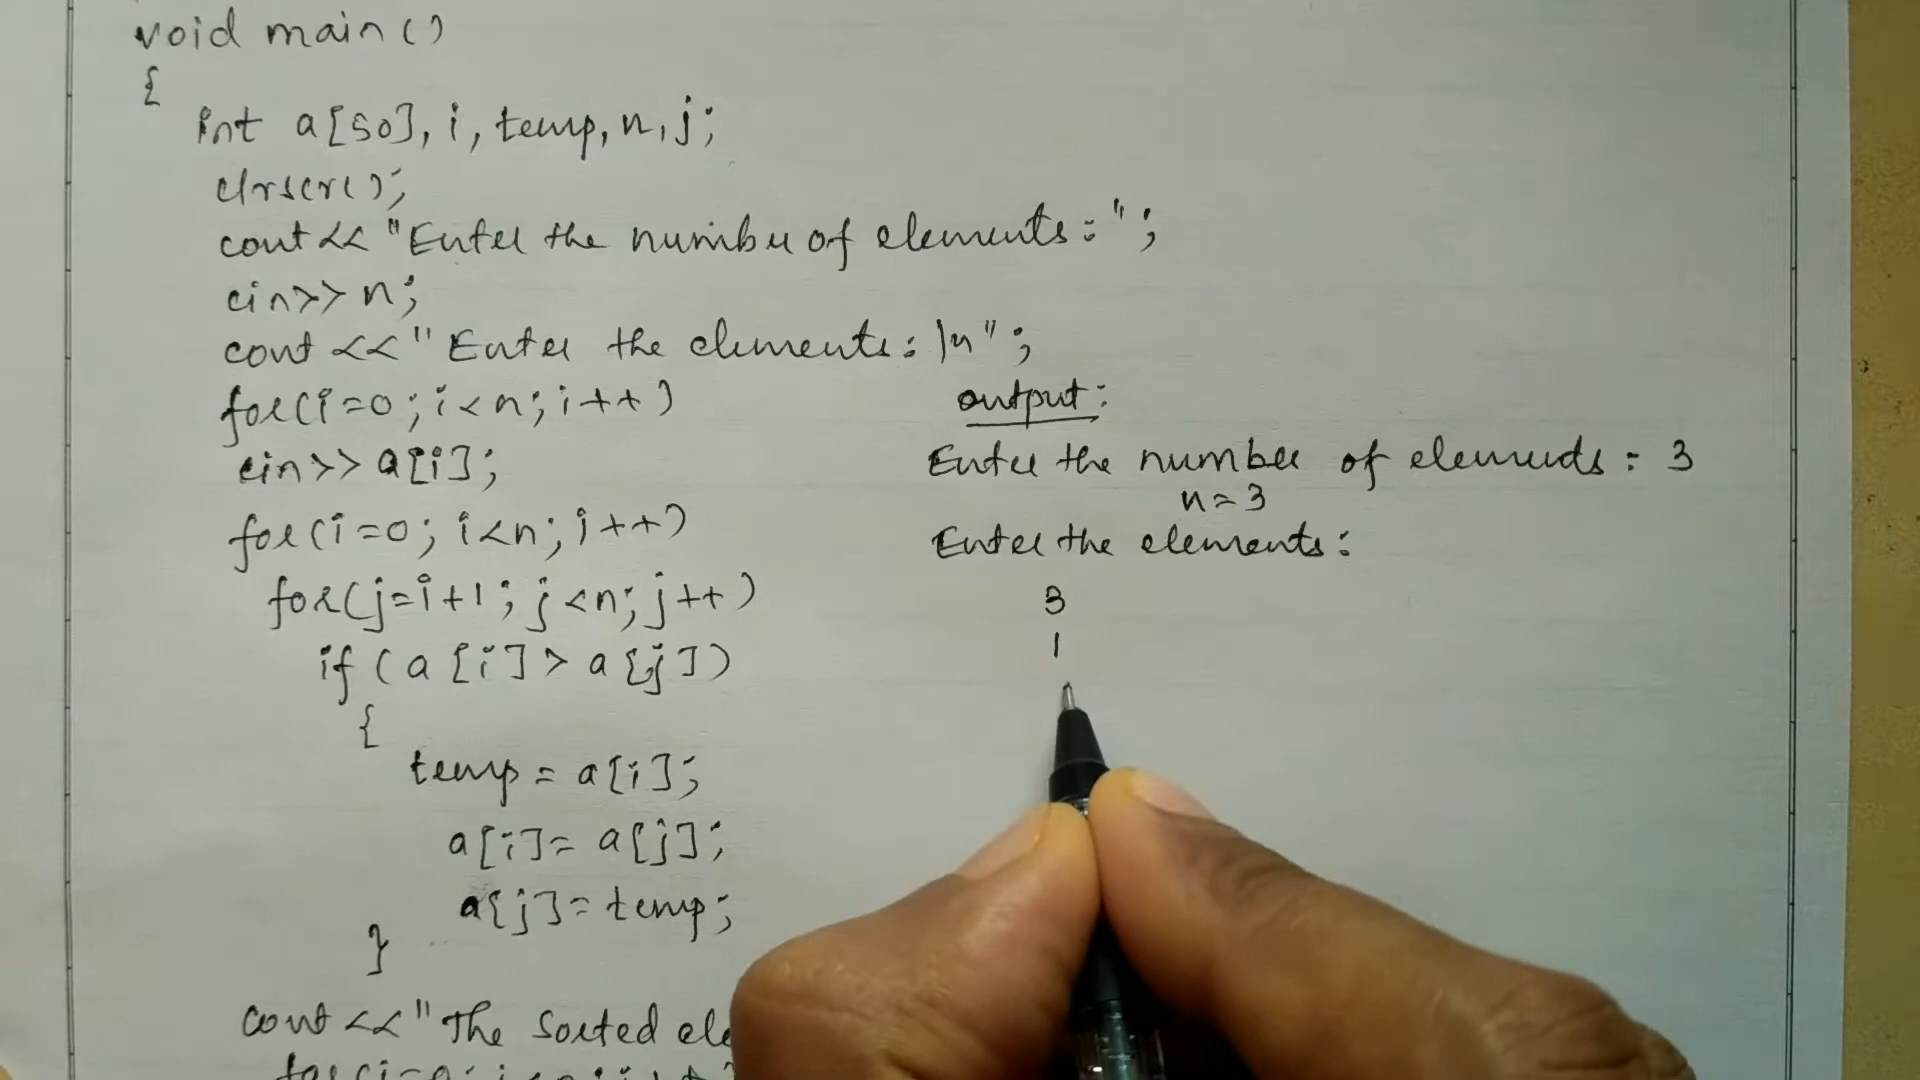 void main()
{
int a[50], i, temp, n, j;
clrscr();
cout<< "Enter the number of elements: ";
cin>> n;
cout <<" Enter the elements: \n";
for(i=0; i<n; i++)
cin>> a[i];
for(i=0; i<n; i++)
for(j=i+1; j<n; j++)
if (a[i]> a[j])
{
temp = a[i];
a[i]= a[j];
a[j]= temp;
}
cout <<" The Sorted
output:
Enter the number of elements: 3
n=3
Enter the elements:
3
1